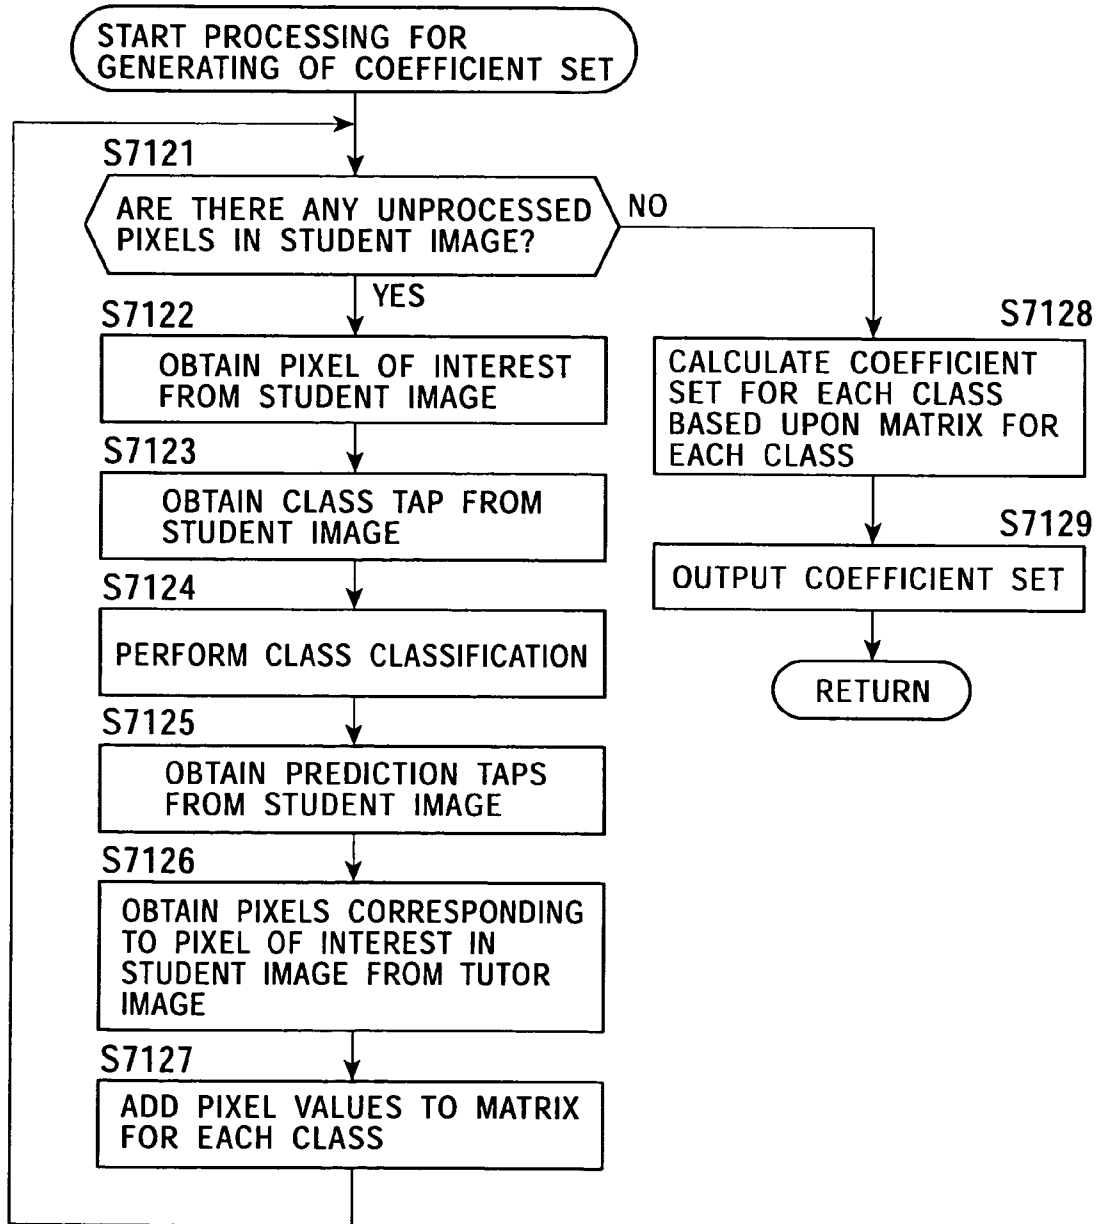 START PROCESSING FOR
GENERATING OF COEFFICIENT SET
S7121
ARE THERE ANY UNPROCESSED
PIXELS IN STUDENT IMAGE?
NO
YES
S7122
OBTAIN PIXEL OF INTEREST
FROM STUDENT IMAGE
S7123
OBTAIN CLASS TAP FROM
STUDENT IMAGE
S7124
PERFORM CLASS CLASSIFICATION
S7125
OBTAIN PREDICTION TAPS
FROM STUDENT IMAGE
S7126
OBTAIN PIXELS CORRESPONDING
TO PIXEL OF INTEREST IN
STUDENT IMAGE FROM TUTOR
IMAGE
S7127
ADD PIXEL VALUES TO MATRIX
FOR EACH CLASS
S7128
CALCULATE COEFFICIENT
SET FOR EACH CLASS
BASED UPON MATRIX FOR
EACH CLASS
S7129
OUTPUT COEFFICIENT SET
RETURN